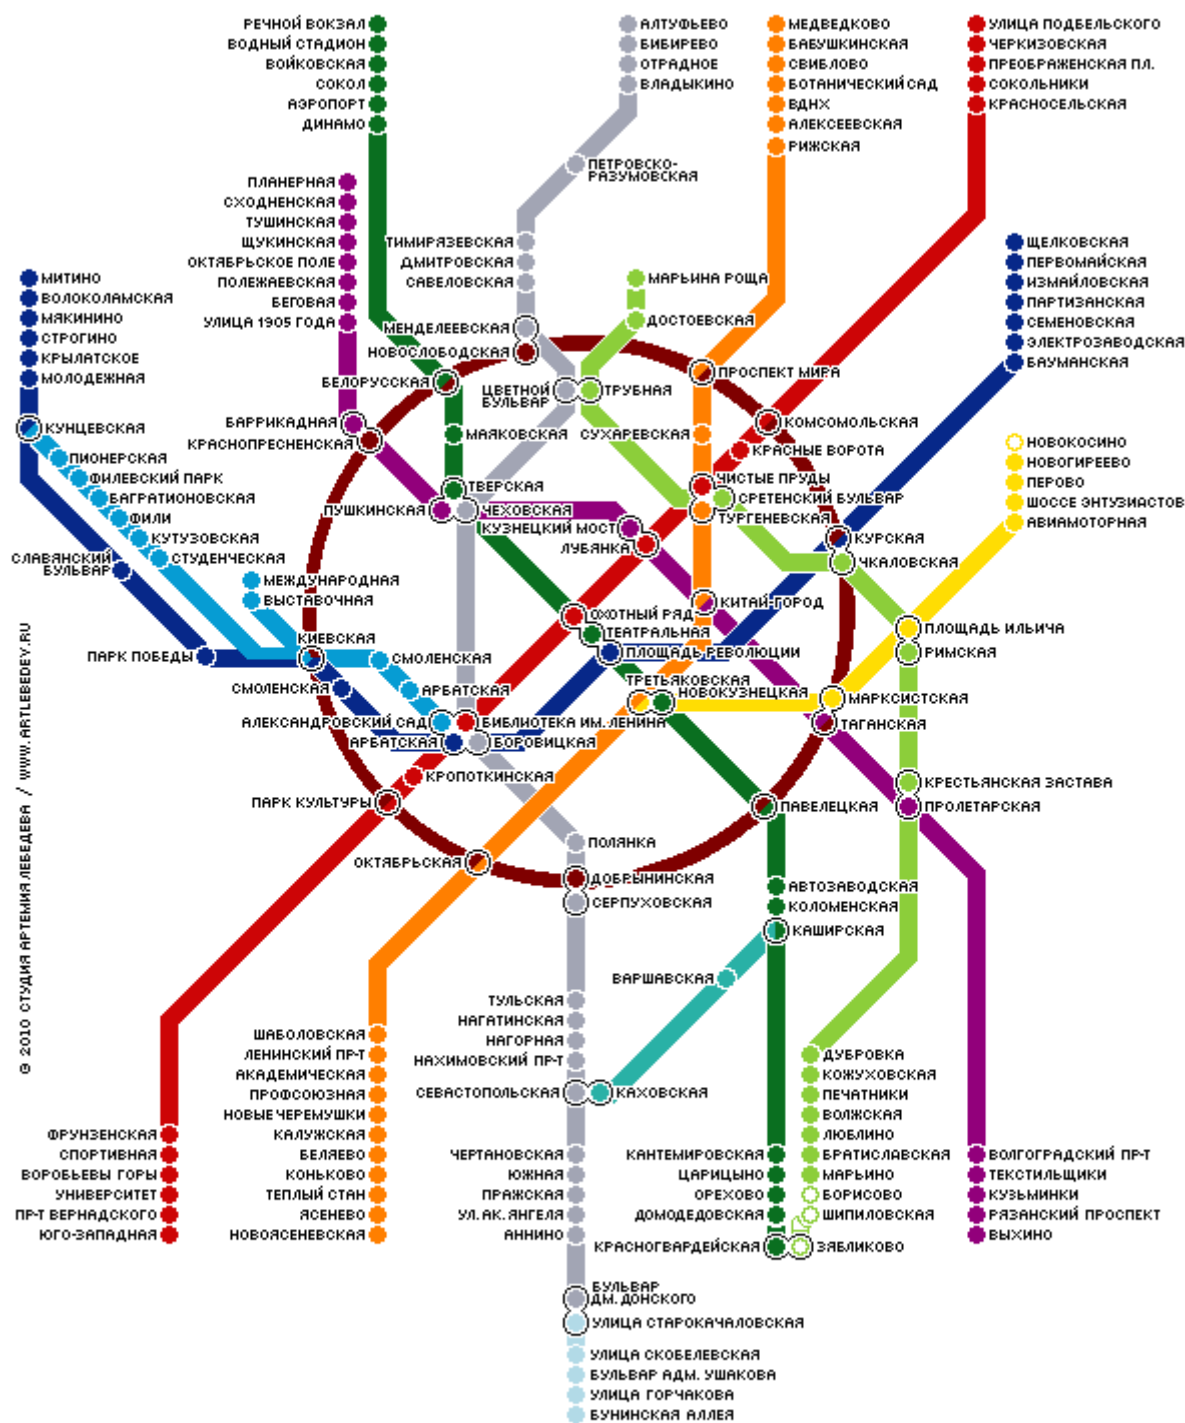 РЕЧНОЙ ВОКЗАЛ
ВОДНЫЙ СТАДИОН
ВОЙКОВСКАЯ
СОКОЛ
АЭРОПОРТ
ДИНАМО
АЛТУФЬЕВО
БИБИРЕВО
ОТРАДНОЕ
ВЛАДЫКИНО
ПЕТРОВСКО-
РАЗУМОВСКАЯ
ТИМИРЯЗЕВСКАЯ
ДМИТРОВСКАЯ
САВЕЛОВСКАЯ
МЕНДЕЛЕЕВСКАЯ
НОВОСЛОБОДСКАЯ
МЕДВЕДКОВО
БАБУШКИНСКАЯ
СВИБЛОВО
БОТАНИЧЕСКИЙ САД
ВДНХ
АЛЕКСЕЕВСКАЯ
РИЖСКАЯ
УЛИЦА ПОДБЕЛЬСКОГО
ЧЕРКИЗОВСКАЯ
ПРЕОБРАЖЕНСКАЯ ПЛ.
СОКОЛЬНИКИ
КРАСНОСЕЛЬСКАЯ
ПЛАНЕРНАЯ
СХОДНЕНСКАЯ
ТУШИНСКАЯ
ЩУКИНСКАЯ
ОКТЯБРЬСКОЕ ПОЛЕ
ПОЛЕЖАЕВСКАЯ
БЕГОВАЯ
УЛИЦА 1905 ГОДА
МИТИНО
ВОЛОКОЛАМСКАЯ
МЯКИНИНО
СТРОГИНО
КРЫЛАТСКОЕ
МОЛОДЕЖНАЯ
КУНЦЕВСКАЯ
ПИОНЕРСКАЯ
ФИЛЕВСКИЙ ПАРК
БАГРАТИОНОВСКАЯ
ФИЛИ
КУТУЗОВСКАЯ
СТУДЕНЧЕСКАЯ
СЛАВЯНСКИЙ
БУЛЬВАР
МЕЖДУНАРОДНАЯ
ВЫСТАВОЧНАЯ
КИЕВСКАЯ
ПАРК ПОБЕДЫ
МАРЬИНА РОЩА
ДОСТОЕВСКАЯ
ЩЕЛКОВСКАЯ
ПЕРВОМАЙСКАЯ
ИЗМАЙЛОВСКАЯ
ПАРТИЗАНСКАЯ
СЕМЕНОВСКАЯ
ЭЛЕКТРОЗАВОДСКАЯ
БАУМАНСКАЯ
БЕЛОРУССКАЯ
ЦВЕТНОЙ
БУЛЬВАР
ТРУБНАЯ
ПРОСПЕКТ МИРА
БАРРИКАДНАЯ
КРАСНОПРЕСНЕНСКАЯ
МАЯКОВСКАЯ
СУХАРЕВСКАЯ
КОМСОМОЛЬСКАЯ
КРАСНЫЕ ВОРОТА
НОВОКОСИНО
НОВОГИРЕЕВО
ПЕРОВО
ШОССЕ ЭНТУЗИАСТОВ
АВИАМОТОРНАЯ
ТВЕРСКАЯ
ПУШКИНСКАЯ
ЧЕХОВСКАЯ
ЧИСТЫЕ ПРУДЫ
СРЕТЕНСКИЙ БУЛЬВАР
ТУРГЕНЕВСКАЯ
КУЗНЕЦКИЙ МОСТ
ЛУБЯНКА
КУРСКАЯ
ЧКАЛОВСКАЯ
ОХОТНЫЙ РЯД
ТЕАТРАЛЬНАЯ
КИТАЙ-ГОРОД
ПЛОЩАДЬ ИЛЬИЧА
РИМСКАЯ
ПЛОЩАДЬ РЕВОЛЮЦИИ
СМОЛЕНСКАЯ
СМОЛЕНСКАЯ
АРБАТСКАЯ
ТРЕТЬЯКОВСКАЯ
НОВОКУЗНЕЦКАЯ
МАРКСИСТСКАЯ
ТАГАНСКАЯ
АЛЕКСАНДРОВСКИЙ САД
БИБЛИОТЕКА ИМ. ЛЕНИНА
АРБАТСКАЯ
БОРОВИЦКАЯ
КРОПОТКИНСКАЯ
ПАРК КУЛЬТУРЫ
КРЕСТЬЯНСКАЯ ЗАСТАВА
ПРОЛЕТАРСКАЯ
ПАВЕЛЕЦКАЯ
ПОЛЯНКА
ОКТЯБРЬСКАЯ
ДОБРЫНИНСКАЯ
СЕРПУХОВСКАЯ
АВТОЗАВОДСКАЯ
КОЛОМЕНСКАЯ
КАШИРСКАЯ
ВАРШАВСКАЯ
ТУЛЬСКАЯ
НАГАТИНСКАЯ
НАГОРНАЯ
НАХИМОВСКИЙ ПР-Т
СЕВАСТОПОЛЬСКАЯ
КАХОВСКАЯ
ЧЕРТАНОВСКАЯ
ЮЖНАЯ
ПРАЖСКАЯ
УЛ. АК. ЯНГЕЛЯ
АННИНО
БУЛЬВАР
ДМ. ДОНСКОГО
УЛИЦА СТАРОКАЧАЛОВСКАЯ
УЛИЦА СКОБЕЛЕВСКАЯ
БУЛЬВАР АДМ. УШАКОВА
УЛИЦА ГОРЧАКОВА
БУНИНСКАЯ АЛЛЕЯ
ФРУНЗЕНСКАЯ
СПОРТИВНАЯ
ВОРОБЬЕВЫ ГОРЫ
УНИВЕРСИТЕТ
ПР-Т ВЕРНАДСКОГО
ЮГО-ЗАПАДНАЯ
ШАБОЛОВСКАЯ
ЛЕНИНСКИЙ ПР-Т
АКАДЕМИЧЕСКАЯ
ПРОФСОЮЗНАЯ
НОВЫЕ ЧЕРЕМУШКИ
КАЛУЖСКАЯ
БЕЛЯЕВО
КОНЬКОВО
ТЕПЛЫЙ СТАН
ЯСЕНЕВО
НОВОЯСЕНЕВСКАЯ
КАНТЕМИРОВСКАЯ
ЦАРИЦЫНО
ОРЕХОВО
ДОМОДЕДОВСКАЯ
КРАСНОГВАРДЕЙСКАЯ
ДУБРОВКА
КОЖУХОВСКАЯ
ПЕЧАТНИКИ
ВОЛЖСКАЯ
ЛЮБЛИНО
БРАТИСЛАВСКАЯ
МАРЬИНО
БОРИСОВО
ШИПИЛОВСКАЯ
ЗЯБЛИКОВО
ВОЛГОГРАДСКИЙ ПР-Т
ТЕКСТИЛЬЩИКИ
КУЗЬМИНКИ
РЯЗАНСКИЙ ПРОСПЕКТ
ВЫХИНО
© 2010 СТУДИЯ АРТЕМИЯ ЛЕБЕДЕВА / WWW.ARTLEBEDEV.RU